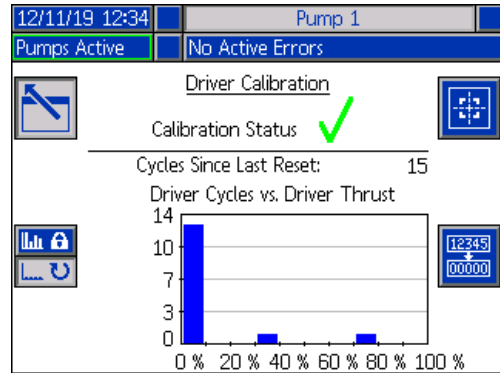 12/11/19 12:34 Pump 1
Pumps Active No Active Errors
Driver Calibration
Calibration Status
Cycles Since Last Reset: 15
Driver Cycles vs. Driver Thrust
14
10
7
3
0
0 % 20 % 40 % 60 % 80 % 100 %
12345
00000